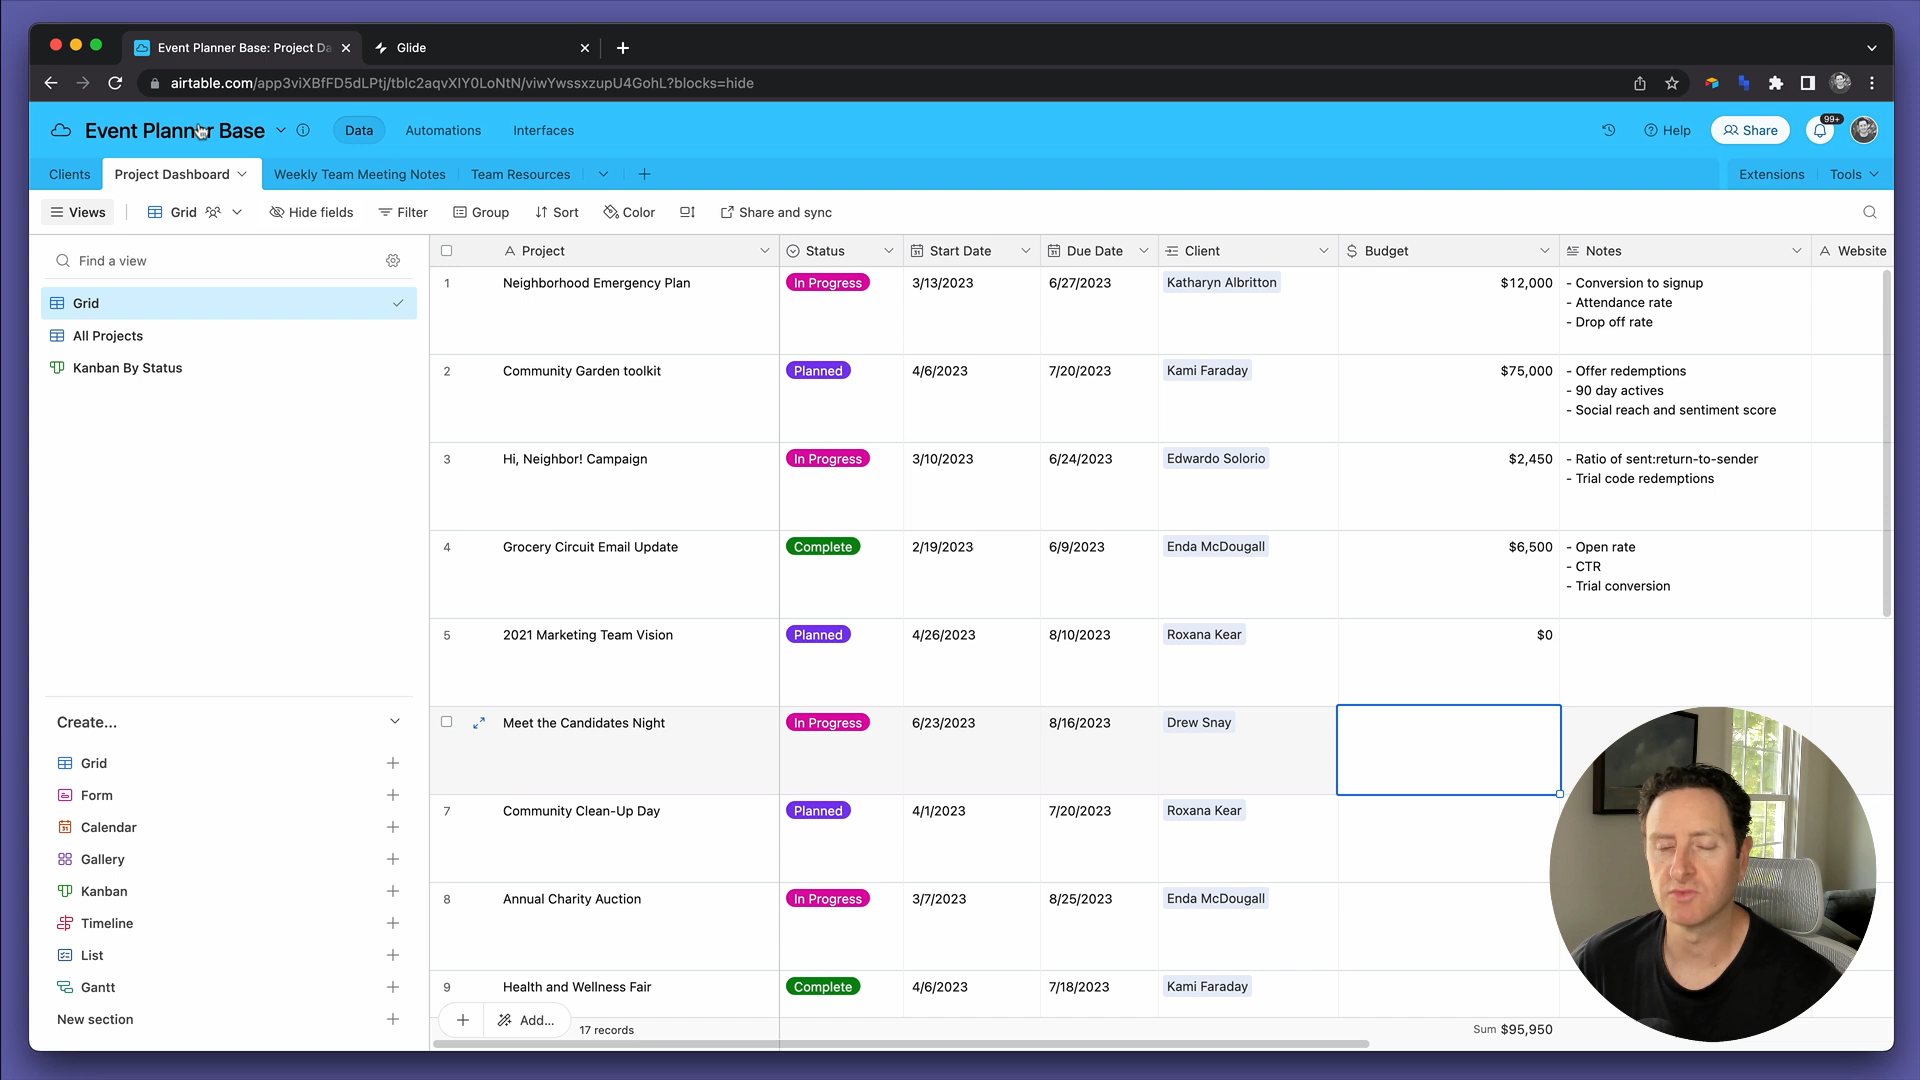 Event Planner Base: Project Da
Glide
airtable.com/app3viXBfFD5dLPtj/tblc2aqvXIY0LoNtN/viwYwssxzupU4GohL?blocks=hide
Event Planner Base
Data
Automations
Interfaces
Help
Share
99+
Clients
Project Dashboard
Weekly Team Meeting Notes
Team Resources
Extensions
Tools
Views
Grid
Hide fields
Filter
Group
Sort
Color
Share and sync
Find a view
Grid
All Projects
Kanban By Status
Create...
Grid
Form
Calendar
Gallery
Kanban
Timeline
List
Gantt
New section
Project Status Start Date Due Date Client Budget Notes Website
1 Neighborhood Emergency Plan In Progress 3/13/2023 6/27/2023 Katharyn Albritton $12,000 - Conversion to signup
- Attendance rate
- Drop off rate
2 Community Garden toolkit Planned 4/6/2023 7/20/2023 Kami Faraday $75,000 - Offer redemptions
- 90 day actives
- Social reach and sentiment score
3 Hi, Neighbor! Campaign In Progress 3/10/2023 6/24/2023 Edwardo Solorio $2,450 - Ratio of sent:return-to-sender
- Trial code redemptions
4 Grocery Circuit Email Update Complete 2/19/2023 6/9/2023 Enda McDougall $6,500 - Open rate
- CTR
- Trial conversion
5 2021 Marketing Team Vision Planned 4/26/2023 8/10/2023 Roxana Kear $0
Meet the Candidates Night In Progress 6/23/2023 8/16/2023 Drew Snay
7 Community Clean-Up Day Planned 4/1/2023 7/20/2023 Roxana Kear
8 Annual Charity Auction In Progress 3/7/2023 8/25/2023 Enda McDougall
9 Health and Wellness Fair Complete 4/6/2023 7/18/2023 Kami Faraday
Add...
17 records
Sum $95,950